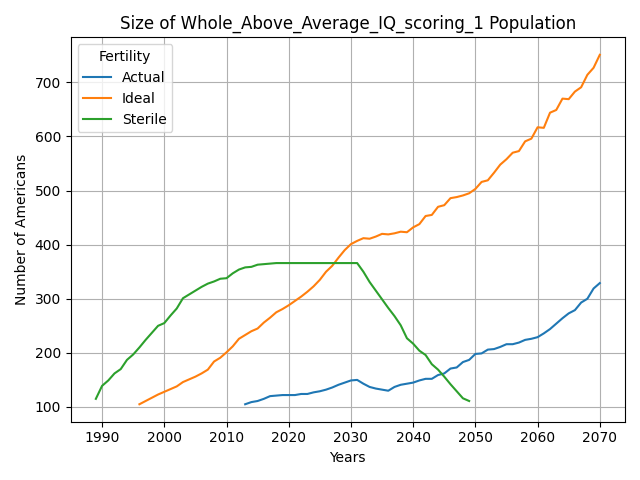 Size of Whole_Above_Average_IQ_scoring_1 Population
Fertility
Actual
Ideal
Sterile
Number of Americans
700
600
500
400
300
200
100
1990 2000 2010 2020 2030 2040 2050 2060 2070
Years